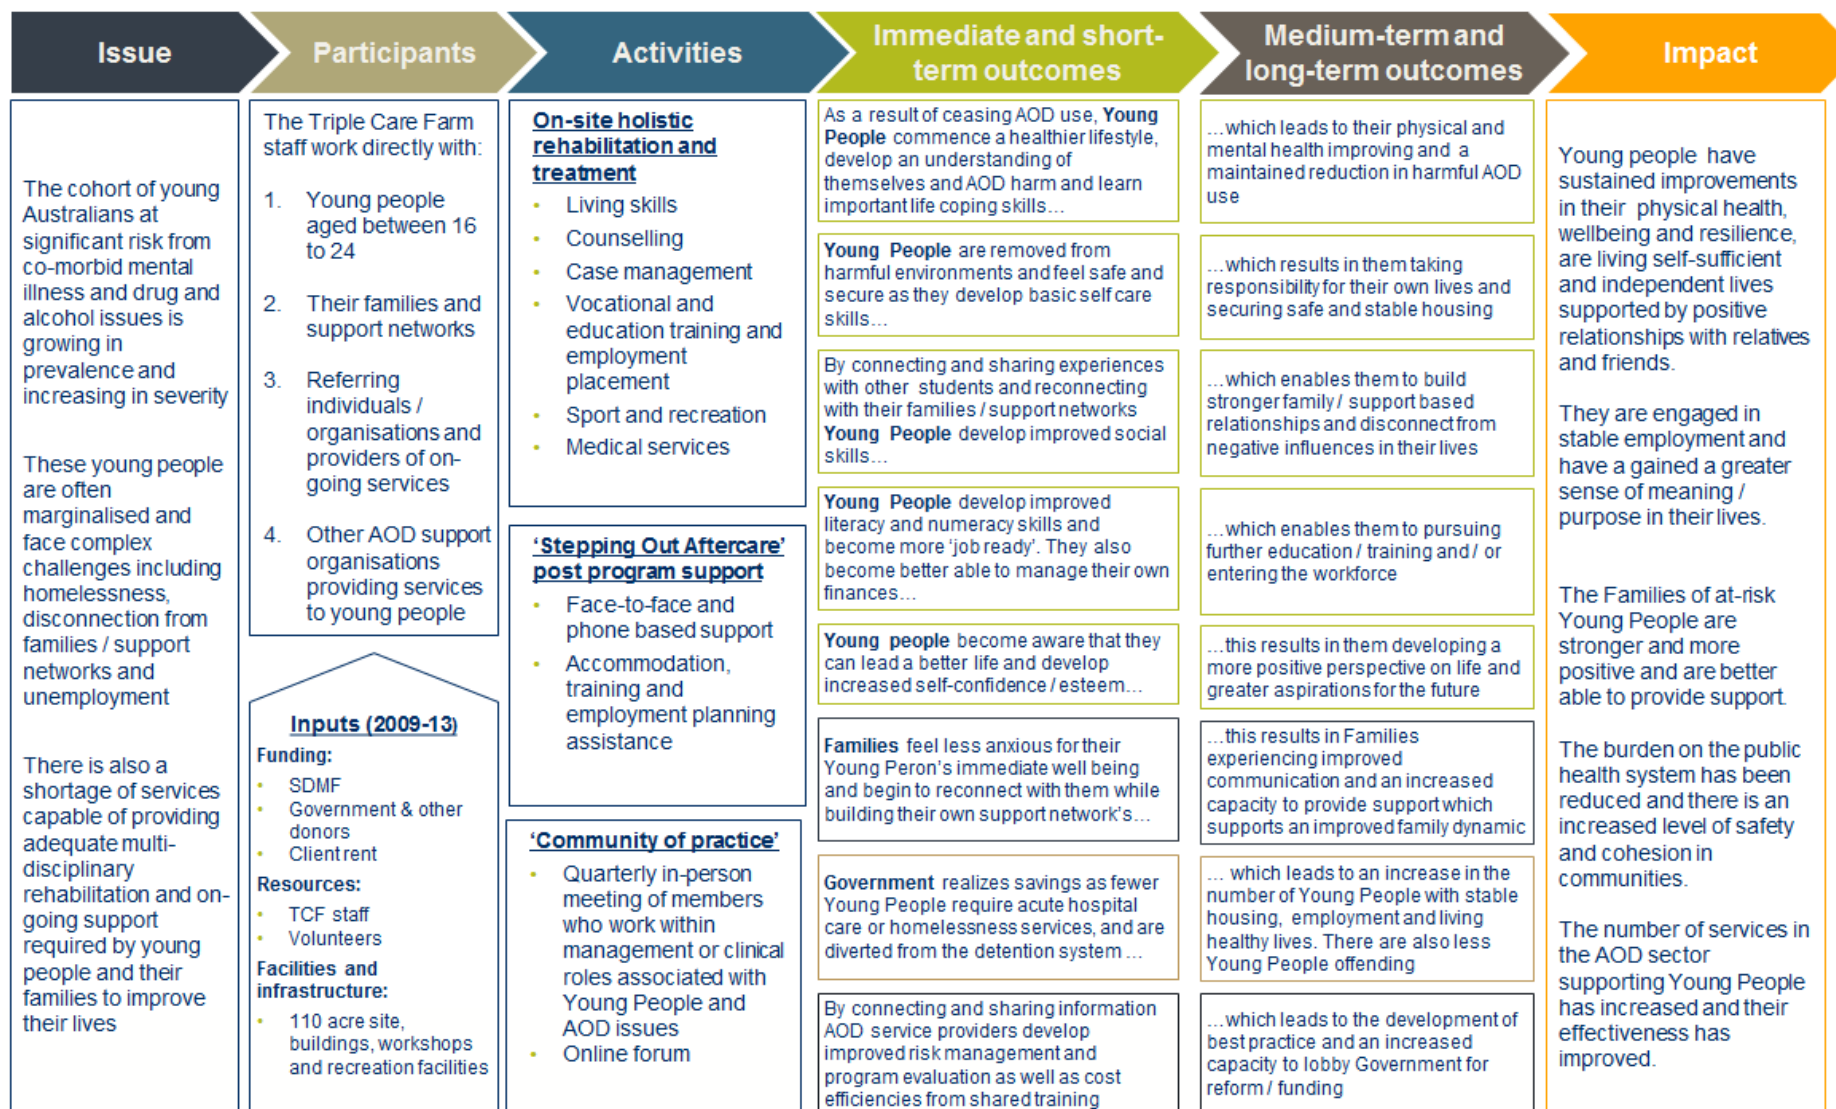 Issue
Participants
Activities
Immediate and short-
term outcomes
Medium-term and
long-term outcomes
Impact
The cohort of young
Australians at
significant risk from
co-morbid mental
illness and drug and
alcohol issues is
growing in
prevalence and
increasing in severity
These young people
are often
marginalised and
face complex
challenges including
homelessness,
disconnection from
families / support
networks and
unemployment
There is also a
shortage of services
capable of providing
adequate multi-
disciplinary
rehabilitation and on-
going support
required by young
people and their
families to improve
their lives
The Triple Care Farm
staff work directly with:
1. Young people
aged between 16
to 24
2. Their families and
support networks
3. Referring
individuals /
organisations and
providers of on-
going services
4. Other AOD support
organisations
providing services
to young people
Inputs (2009-13)
Funding:
• SDMF
• Government & other
donors
• Client rent
Resources:
• TCF staff
• Volunteers
Facilities and
infrastructure:
• 110 acre site,
buildings, workshops
and recreation facilities
On-site holistic
rehabilitation and
treatment
• Living skills
• Counselling
• Case management
• Vocational and
education training and
employment
placement
• Sport and recreation
• Medical services
‘Stepping Out Aftercare’
post program support
• Face-to-face and
phone based support
• Accommodation,
training and
employment planning
assistance
‘Community of practice’
• Quarterly in-person
meeting of members
who work within
management or clinical
roles associated with
Young People and
AOD issues
• Online forum
As a result of ceasing AOD use, Young
People commence a healthier lifestyle,
develop an understanding of
themselves and AOD harm and learn
important life coping skills…
Young People are removed from
harmful environments and feel safe and
secure as they develop basic self care
skills…
By connecting and sharing experiences
with other students and reconnecting
with their families / support networks
Young People develop improved social
skills…
Young People develop improved
literacy and numeracy skills and
become more ‘job ready’. They also
become better able to manage their own
finances…
Young people become aware that they
can lead a better life and develop
increased self-confidence / esteem…
Families feel less anxious for their
Young Peron’s immediate well being
and begin to reconnect with them while
building their own support network’s…
Government realizes savings as fewer
Young People require acute hospital
care or homelessness services, and are
diverted from the detention system …
By connecting and sharing information
AOD service providers develop
improved risk management and
program evaluation as well as cost
efficiencies from shared training
…which leads to their physical and
mental health improving and a
maintained reduction in harmful AOD
use
…which results in them taking
responsibility for their own lives and
securing safe and stable housing
…which enables them to build
stronger family / support based
relationships and disconnect from
negative influences in their lives
…which enables them to pursuing
further education / training and / or
entering the workforce
…this results in them developing a
more positive perspective on life and
greater aspirations for the future
…this results in Families
experiencing improved
communication and an increased
capacity to provide support which
supports an improved family dynamic
… which leads to an increase in the
number of Young People with stable
housing, employment and living
healthy lives. There are also less
Young People offending
…which leads to the development of
best practice and an increased
capacity to lobby Government for
reform / funding
Young people have
sustained improvements
in their physical health,
wellbeing and resilience,
are living self-sufficient
and independent lives
supported by positive
relationships with relatives
and friends.
They are engaged in
stable employment and
have a gained a greater
sense of meaning /
purpose in their lives.
The Families of at-risk
Young People are
stronger and more
positive and are better
able to provide support.
The burden on the public
health system has been
reduced and there is an
increased level of safety
and cohesion in
communities.
The number of services in
the AOD sector
supporting Young People
has increased and their
effectiveness has
improved.